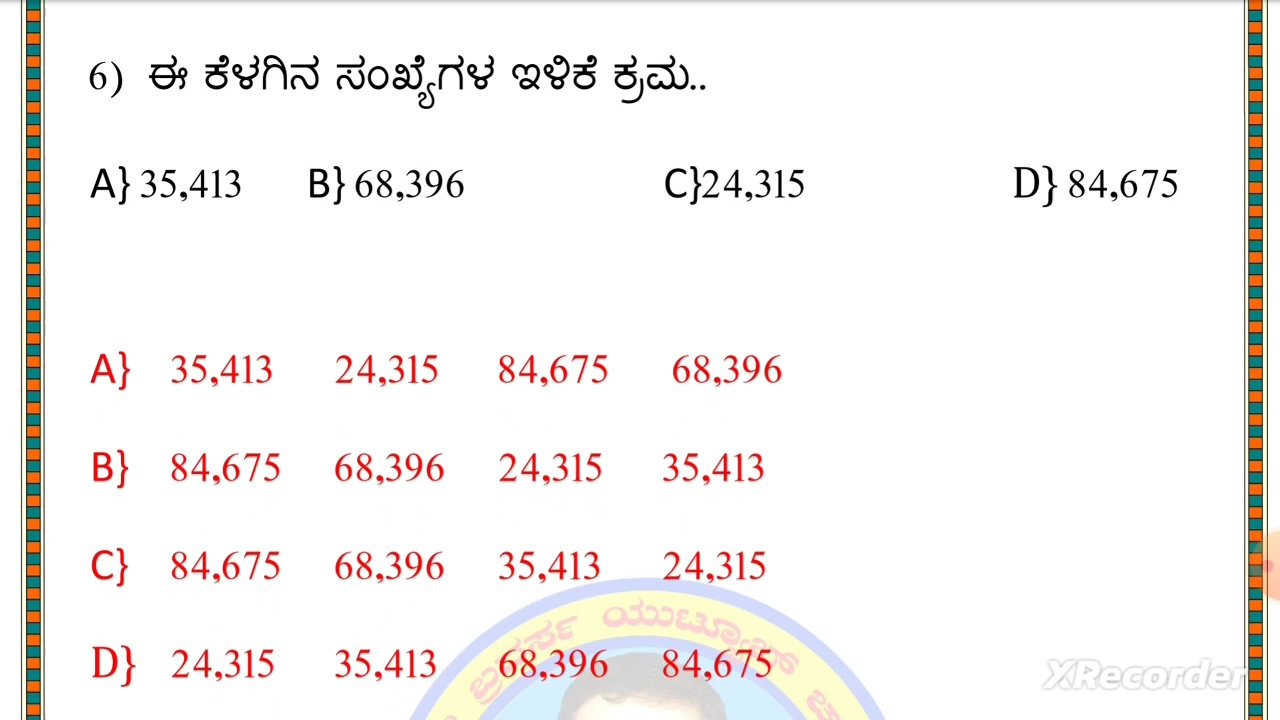 6) ಈ ಕೆಳಗಿನ ಸಂಖ್ಯೆಗಳ ಇಳಿಕೆ ಕ್ರಮ..
A} 35,413 B} 68,396 C}24,315 D} 84,675
A} 35,413 24,315 84,675 68,396
B} 84,675 68,396 24,315 35,413
C} 84,675 68,396 35,413 24,315
D} 24,315 35,413 68,396 84,675
ಬ್ರದರ್ಸ್ ಯುಟ್ಯೂಬ್
XRecorder